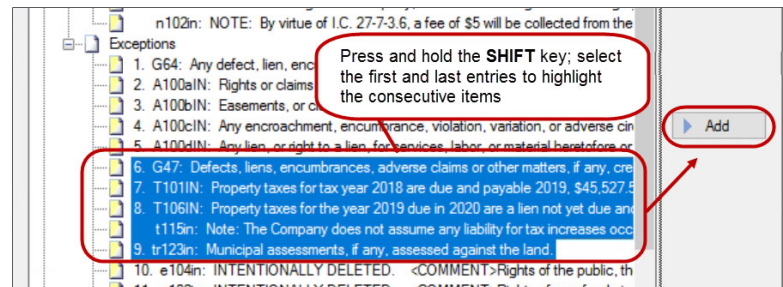 n102in: NOTE: By virtue of I.C. 27-7-3.6, a fee of $5 will be collected from the
Exceptions
1. G64: Any defect, lien, enc
2. A100aIN: Rights or claims
3. A100bIN: Easements, or cl
4. A100cIN: Any encroachment, encumbrance, violation, variation, or adverse circ
5. A100dIN: Any lien, or right to a lien, for services, labor, or material heretofore or
6. G47: Defects, liens, encumbrances, adverse claims or other matters, if any, cre
7. T101IN: Property taxes for tax year 2018 are due and payable 2019, $45,527.5
8. T106IN: Property taxes for the year 2019 due in 2020 are a lien not yet due and
t115in: Note: The Company does not assume any liability for tax increases occ
9. tr123in: Municipal assessments, if any, assessed against the land.
10. e104in: INTENTIONALLY DELETED. <COMMENT>Rights of the public, th
Press and hold the SHIFT key; select
the first and last entries to highlight
the consecutive items
Add